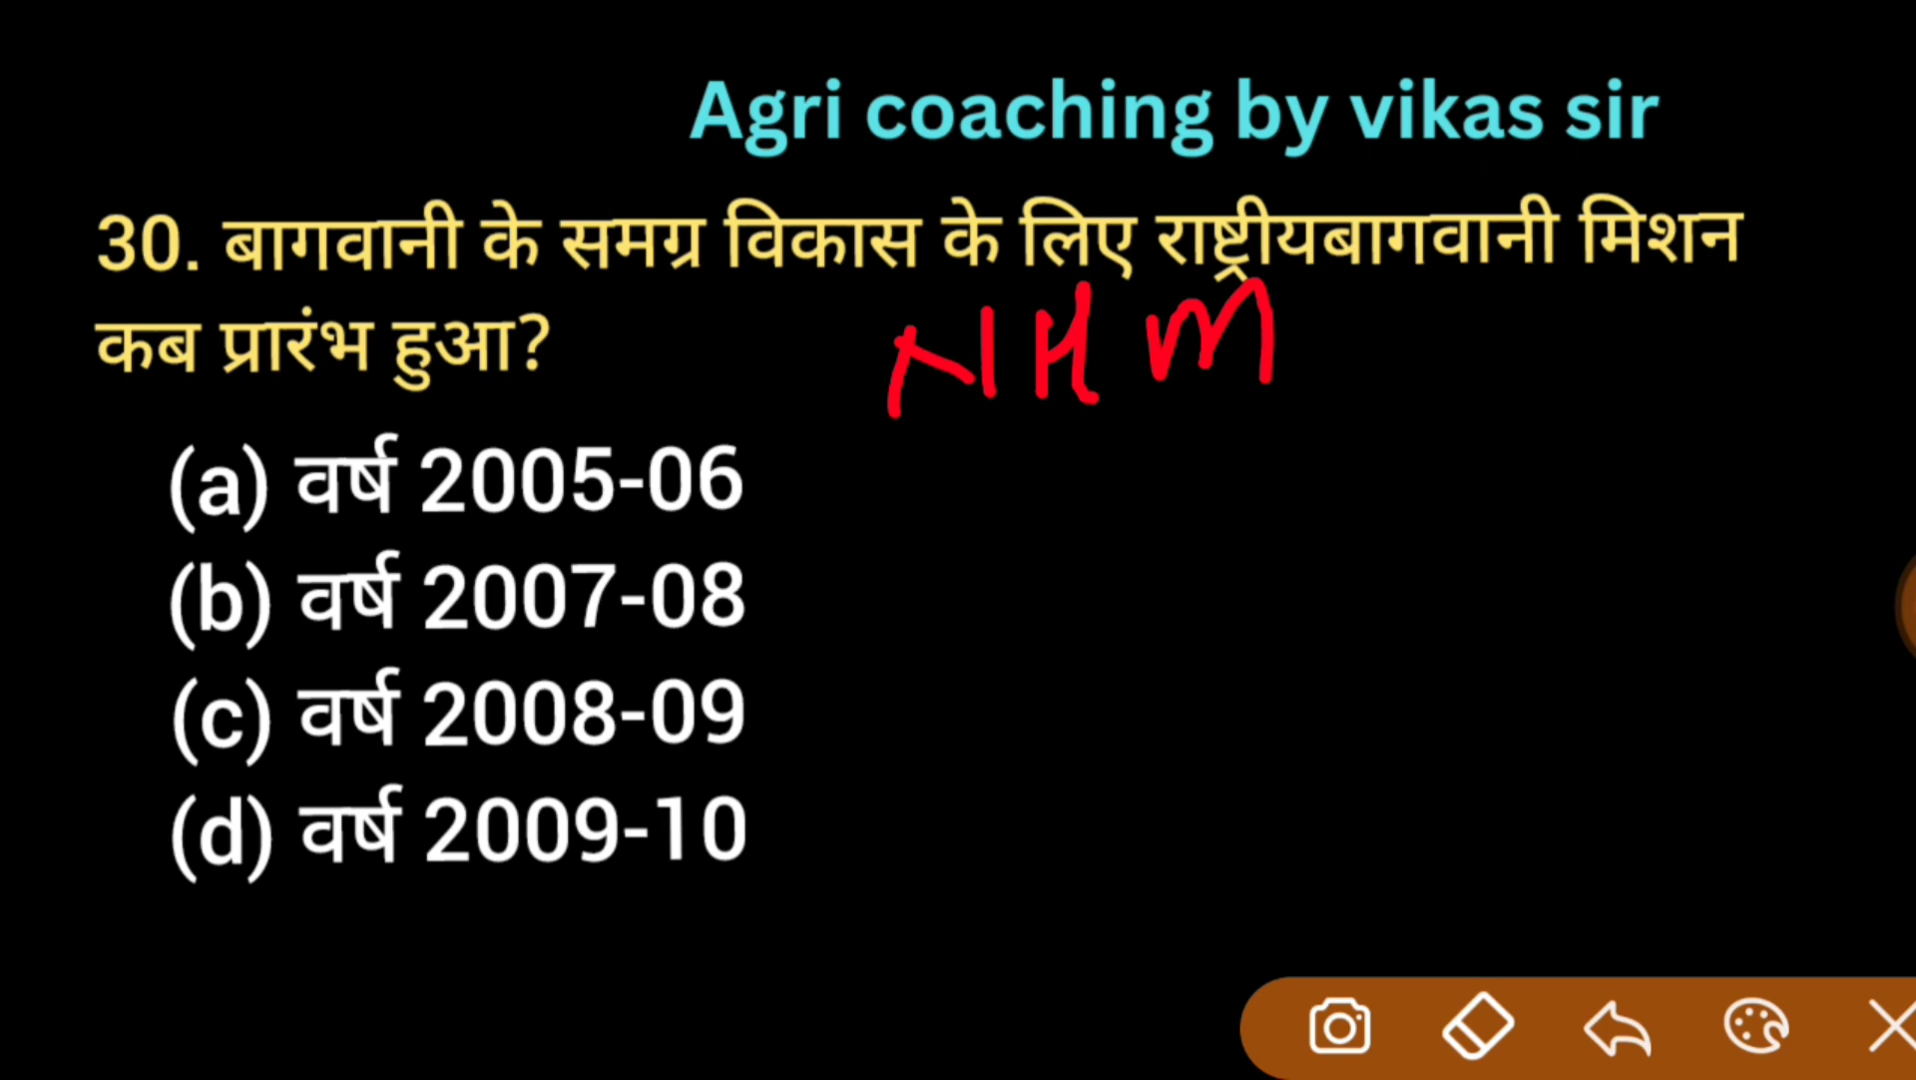 Agri coaching by vikas sir
30. बागवानी के समग्र विकास के लिए राष्ट्रीयबागवानी मिशन
कब प्रारंभ हुआ?
NHM
(a) वर्ष 2005-06
(b) वर्ष 2007-08
(c) वर्ष 2008-09
(d) वर्ष 2009-10